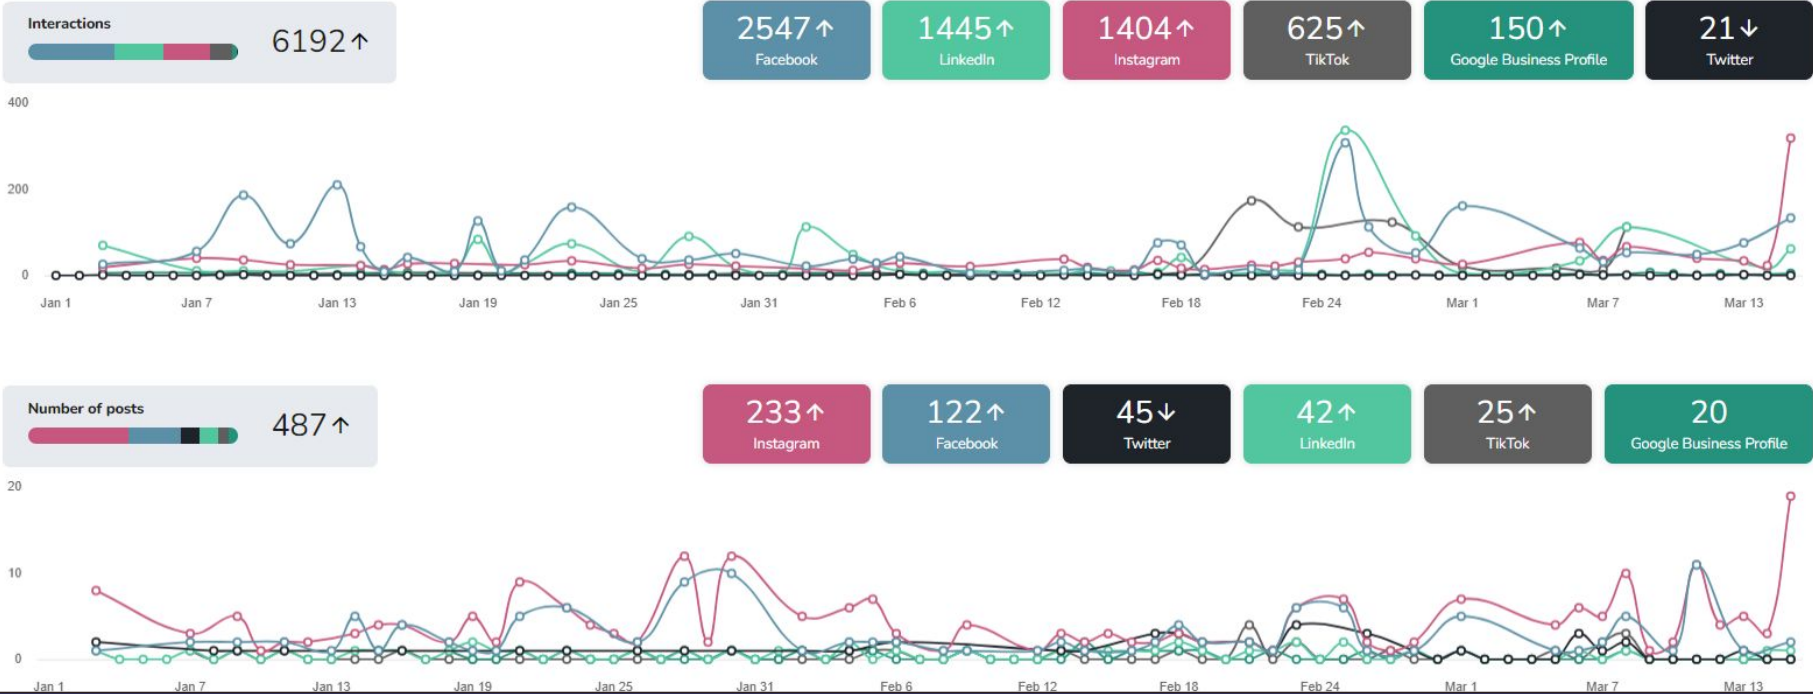 Interactions
6192↑
2547↑
Facebook
1445↑
LinkedIn
1404↑
Instagram
625↑
TikTok
150↑
Google Business Profile
21↓
Twitter
400
200
0
Jan 1 Jan 7 Jan 13 Jan 19 Jan 25 Jan 31 Feb 6 Feb 12 Feb 18 Feb 24 Mar 1 Mar 7 Mar 13
Number of posts
487↑
233↑
Instagram
122↑
Facebook
45↓
Twitter
42↑
LinkedIn
25↑
TikTok
20
Google Business Profile
20
10
0
Jan 1 Jan 7 Jan 13 Jan 19 Jan 25 Jan 31 Feb 6 Feb 12 Feb 18 Feb 24 Mar 1 Mar 7 Mar 13